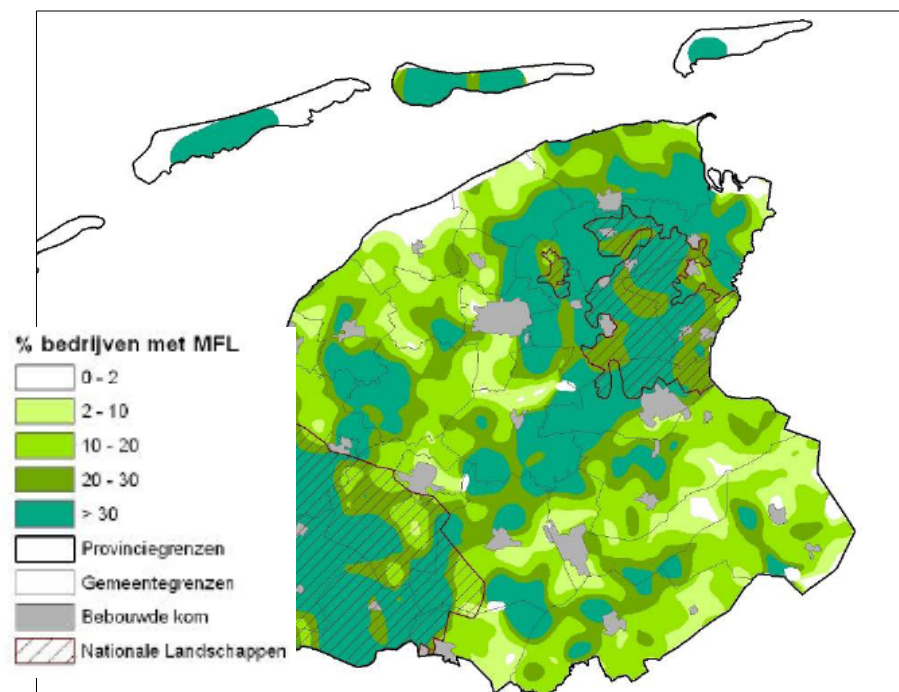 % bedrijven met MFL
0 - 2
2 - 10
10 - 20
20 - 30
> 30
Provinciegrenzen
Gemeentegrenzen
Bebouwde kom
Nationale Landschappen